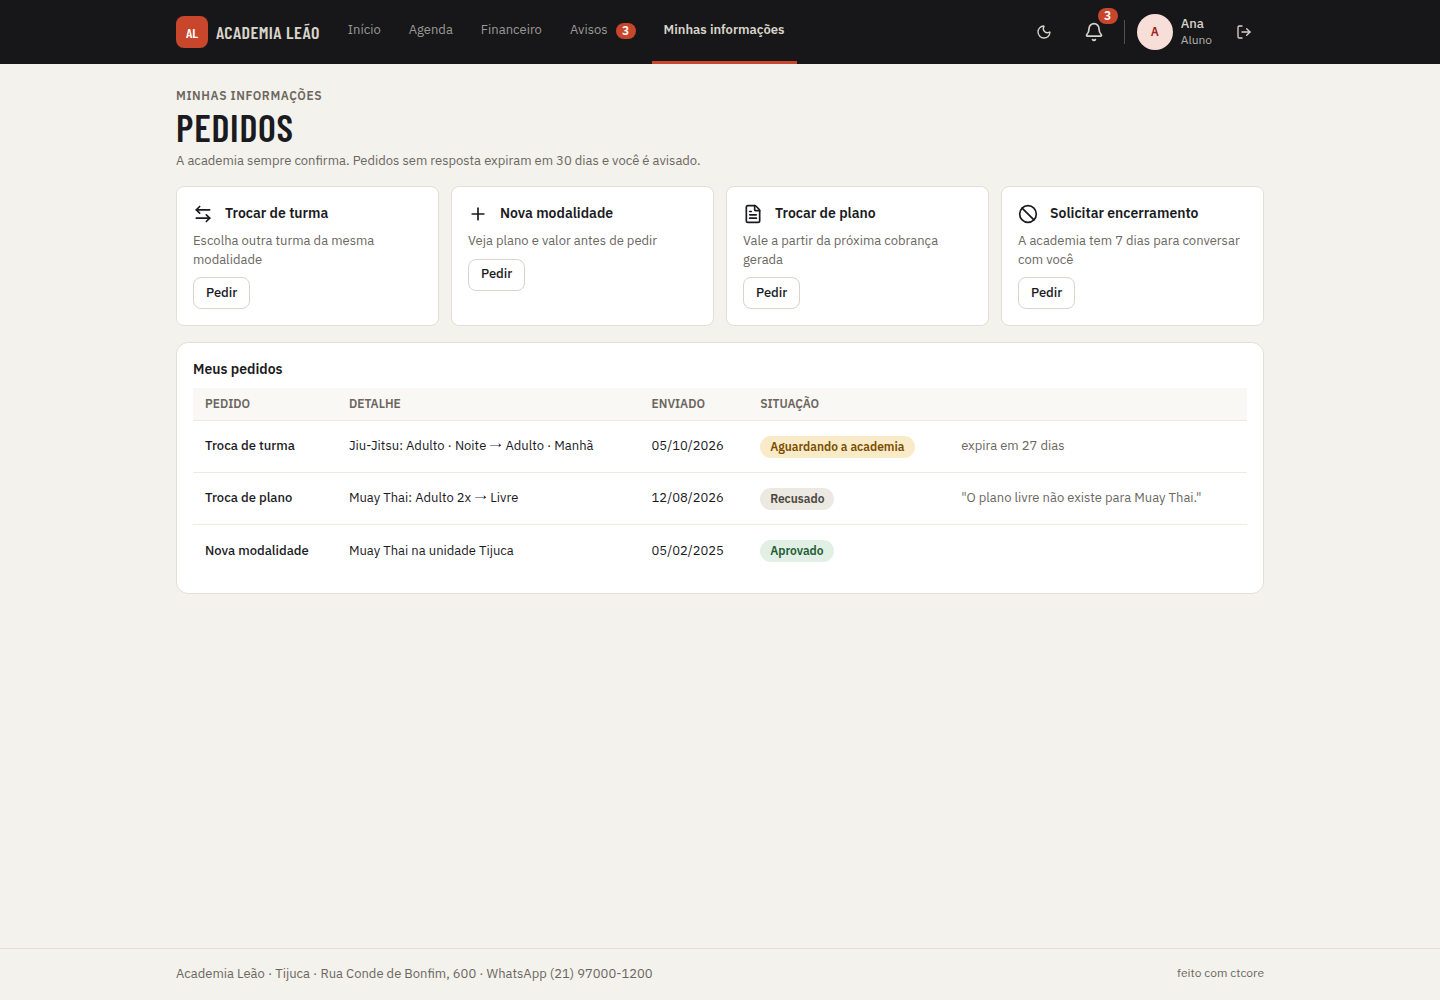 AL ACADEMIA LEÃO Início Agenda Financeiro Avisos 3 Minhas informações 3 A Ana
Aluno
MINHAS INFORMAÇÕES
PEDIDOS
A academia sempre confirma. Pedidos sem resposta expiram em 30 dias e você é avisado.
Trocar de turma
Escolha outra turma da mesma
modalidade
Pedir
Nova modalidade
Veja plano e valor antes de pedir
Pedir
Trocar de plano
Vale a partir da próxima cobrança
gerada
Pedir
Solicitar encerramento
A academia tem 7 dias para conversar
com você
Pedir
Meus pedidos
PEDIDO DETALHE ENVIADO SITUAÇÃO
Troca de turma Jiu-Jitsu: Adulto · Noite → Adulto · Manhã 05/10/2026 Aguardando a academia expira em 27 dias
Troca de plano Muay Thai: Adulto 2x → Livre 12/08/2026 Recusado "O plano livre não existe para Muay Thai."
Nova modalidade Muay Thai na unidade Tijuca 05/02/2025 Aprovado
Academia Leão · Tijuca · Rua Conde de Bonfim, 600 · WhatsApp (21) 97000-1200 feito com ctcore